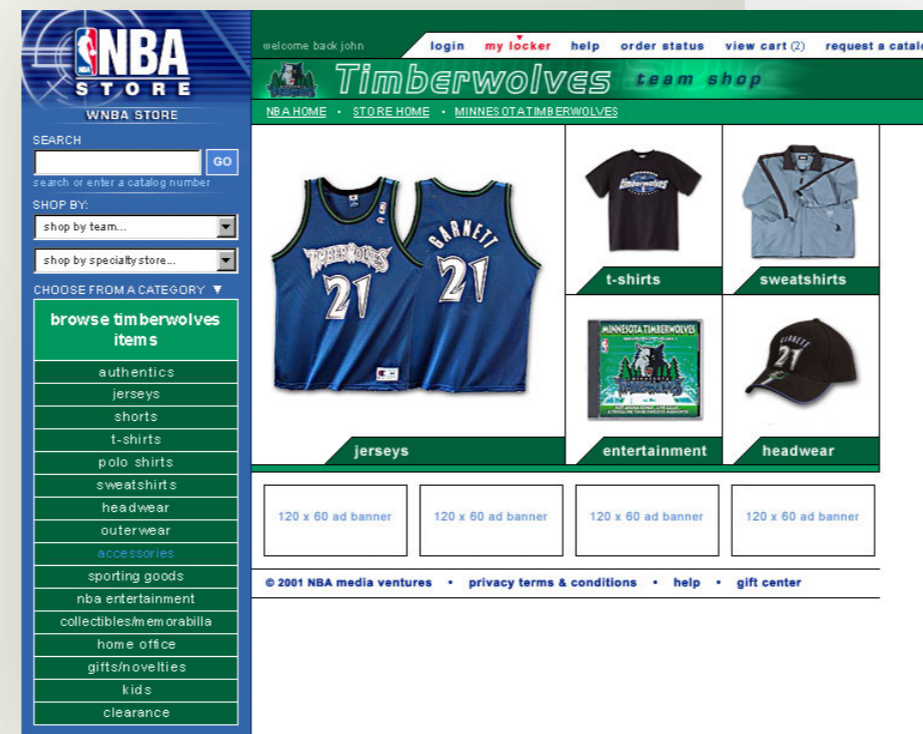 NBA
STORE
WNBA STORE
SEARCH
GO
search or enter a catalog number
SHOP BY:
shop by team...
shop by specialty store...
CHOOSE FROM A CATEGORY ▼
browse timberwolves
items
authentics
jerseys
shorts
t-shirts
polo shirts
sweatshirts
headwear
outerwear
accessories
sporting goods
nba entertainment
collectibles/memorabilla
home office
gifts/novelties
kids
clearance
welcome back john
login my locker help order status view cart (2) request a catalo
Timberwolves team shop
NBA HOME • STORE HOME • MINNESOTA TIMBERWOLVES
TIMBERWOLVES
21
GARNETT
21
jerseys
timberwolves
t-shirts
sweatshirts
MINNESOTA TIMBERWOLVES
entertainment
GARNETT
21
headwear
120 x 60 ad banner 120 x 60 ad banner 120 x 60 ad banner 120 x 60 ad banner
© 2001 NBA media ventures • privacy terms & conditions • help • gift center